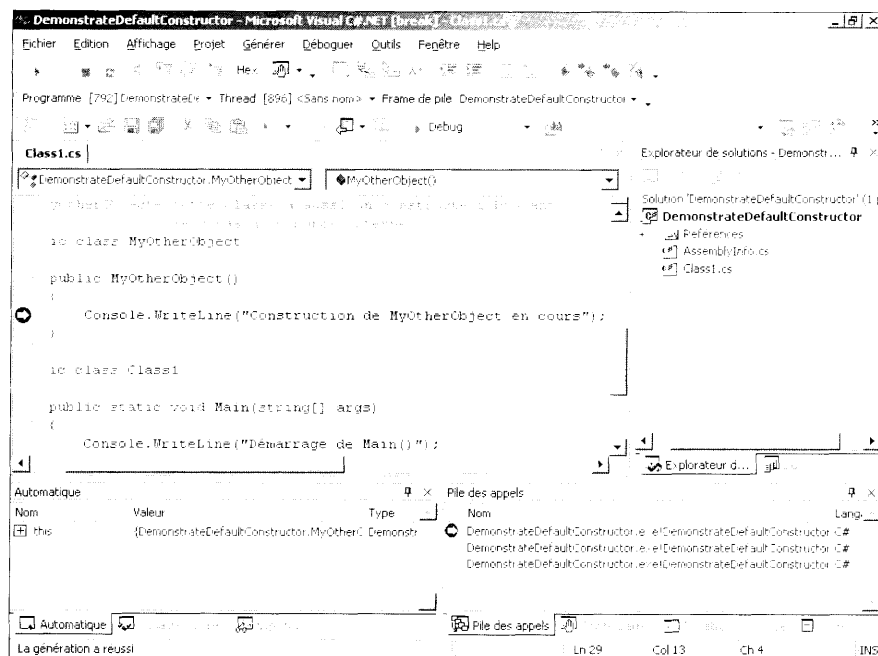 DemonstrateDefaultConstructor - Microsoft Visual C#.NET [break] - Class1.cs
Fichier Edition Affichage Projet Générer Déboguer Outils Fenêtre Help
Hex
Programme [792] DemonstrateDe Thread [896] <Sans nom> Frame de pile DemonstrateDefaultConstructor
Debug
Class1.cs
DemonstrateDefaultConstructor.MyOtherObject MyOtherObject()
ic class MyOtherObject
public MyOtherObject()
{
Console.WriteLine("Construction de MyOtherObject en cours");
}
ic class Class1
public static void Main(string[] args)
{
Console.WriteLine("Démarrage de Main()");
Explorateur de solutions - Demonstr...
Solution 'DemonstrateDefaultConstructor' (1 p
DemonstrateDefaultConstructor
References
AssemblyInfo.cs
Class1.cs
Explorateur d...
Automatique
Nom Valeur Type
this {DemonstrateDefaultConstructor.MyOtherO Demonstr
Automatique
Pile des appels
Nom Lang
DemonstrateDefaultConstructor.exe!DemonstrateDefaultConstructor C#
DemonstrateDefaultConstructor.exe!DemonstrateDefaultConstructor C#
DemonstrateDefaultConstructor.exe!DemonstrateDefaultConstructor C#
Pile des appels
La génération a reussi Ln 29 Col 13 Ch 4 INS